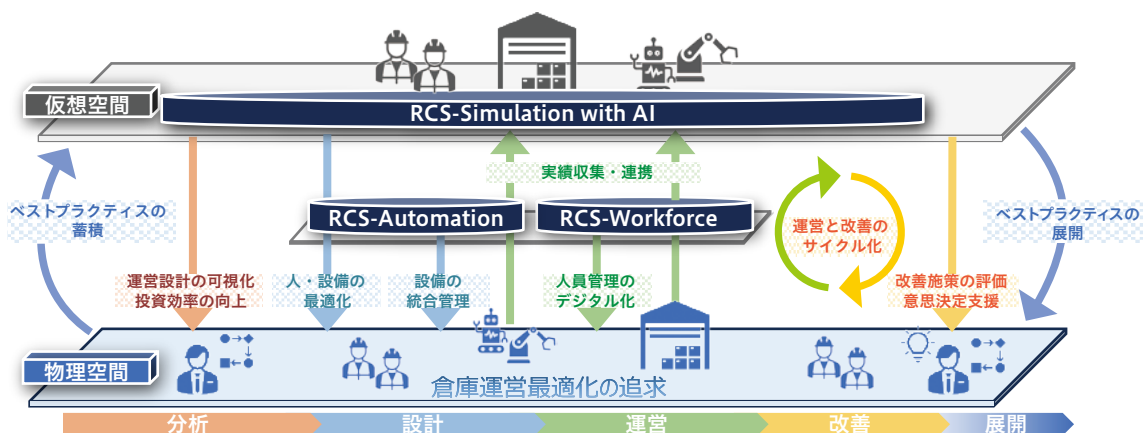 仮想空間
RCS-Simulation with AI
実績収集・連携
ベストプラクティスの
蓄積
RCS-Automation
RCS-Workforce
運営と改善の
サイクル化
ベストプラクティスの
展開
運営設計の可視化
投資効率の向上
人・設備の
最適化
設備の
統合管理
人員管理の
デジタル化
改善施策の評価
意思決定支援
物理空間
倉庫運営最適化の追求
分析
設計
運営
改善
展開